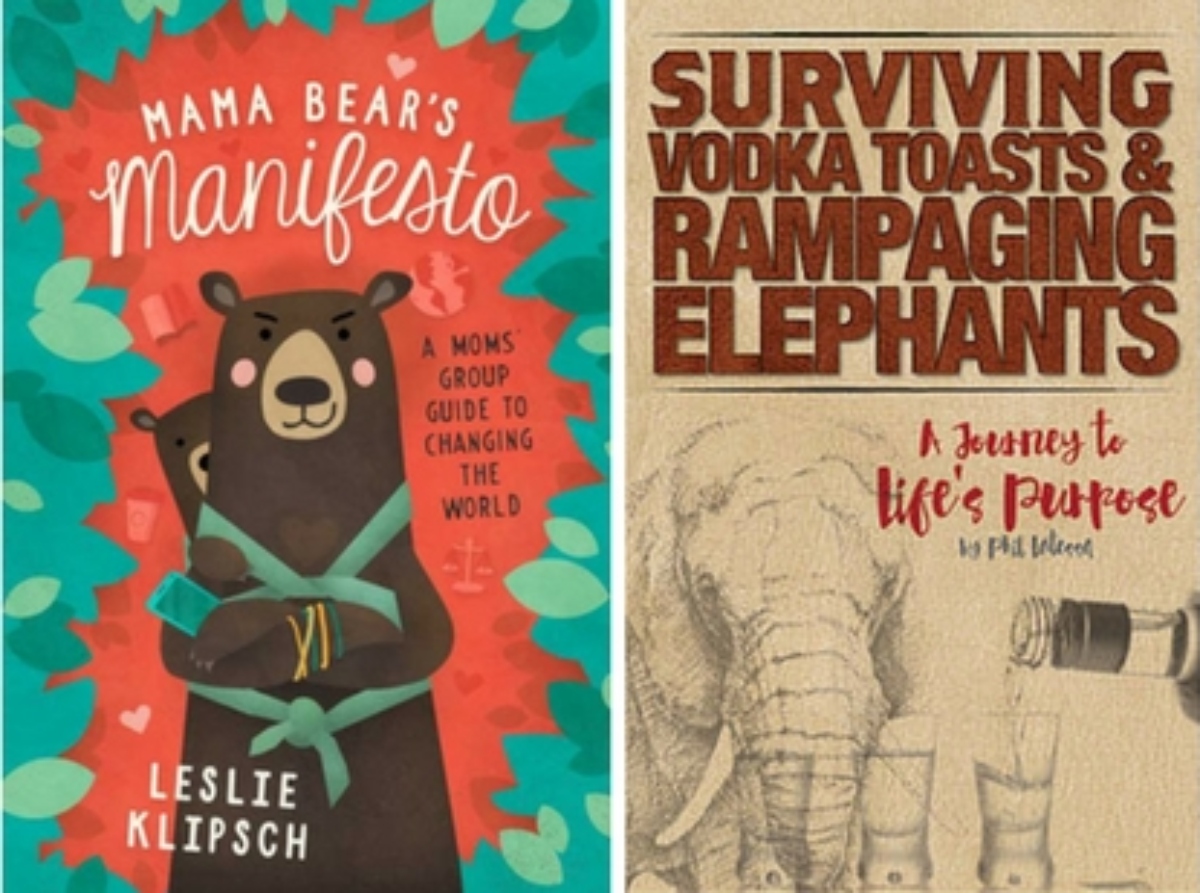 MAMA BEAR'S
Manifesto
A MOMS'
GROUP
GUIDE TO
CHANGING
THE
WORLD
LESLIE
KLIPSCH
SURVIVING
VODKA TOASTS &
RAMPAGING
ELEPHANTS
A Journey to
Life's Purpose
by Phil